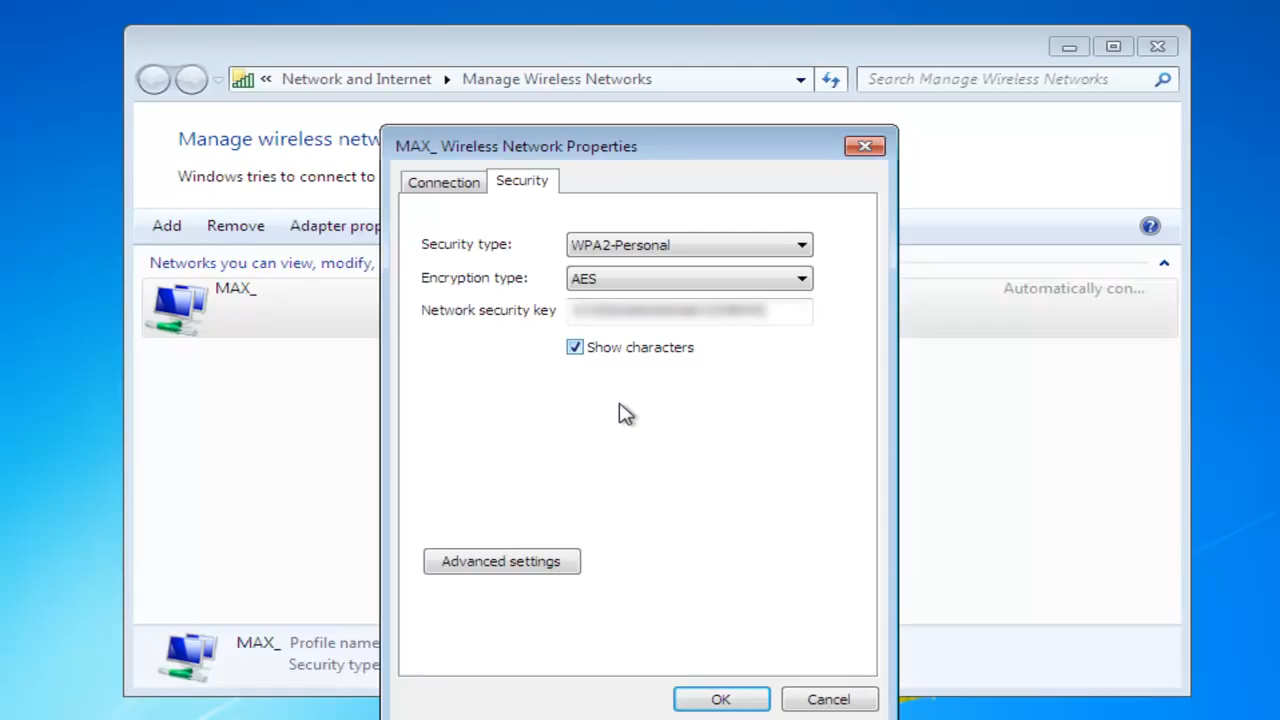 « Network and Internet ▸ Manage Wireless Networks
Search Manage Wireless Networks
Manage wireless netw
Windows tries to connect to
Add Remove Adapter prop
Networks you can view, modify,
MAX_
Automatically con...
MAX_ Wireless Network Properties
Connection Security
Security type: WPA2-Personal
Encryption type: AES
Network security key
Show characters
Advanced settings
OK Cancel
MAX_ Profile name
Security type